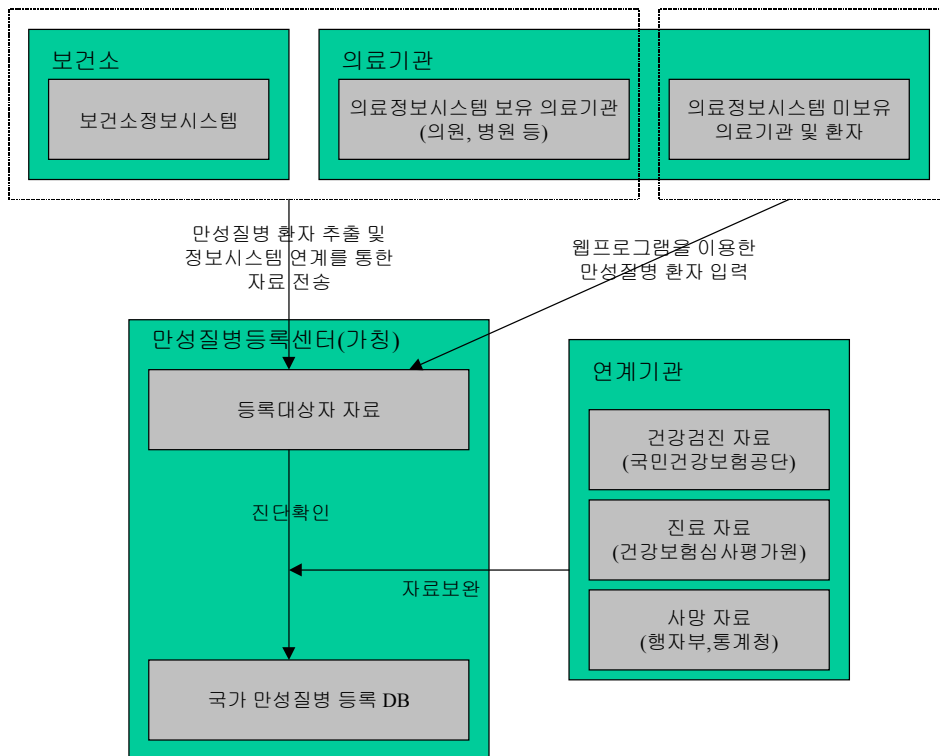 보건소
보건소정보시스템
의료기관
의료정보시스템 보유 의료기관
(의원, 병원 등)
의료정보시스템 미보유
의료기관 및 환자
만성질병 환자 추출 및
정보시스템 연계를 통한
자료 전송
웹프로그램을 이용한
만성질병 환자 입력
만성질병등록센터(가칭)
등록대상자 자료
진단확인
자료보완
국가 만성질병 등록 DB
연계기관
건강검진 자료
(국민건강보험공단)
진료 자료
(건강보험심사평가원)
사망 자료
(행자부,통계청)